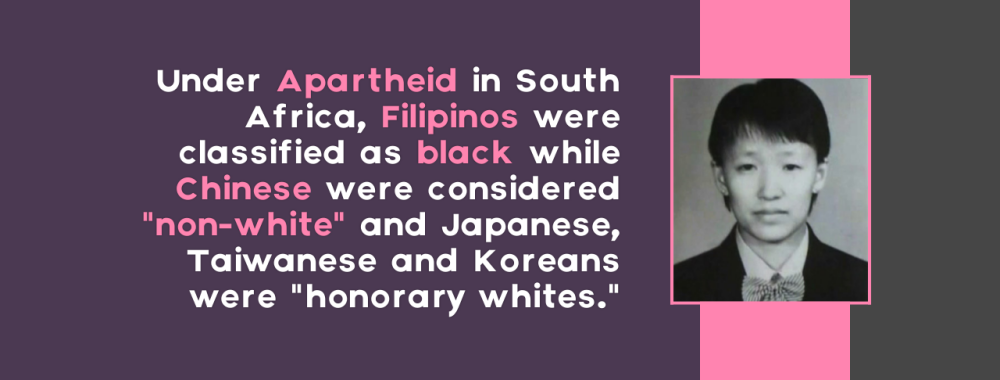 Under Apartheid in South
Africa, Filipinos were
classified as black while
Chinese were considered
"non-white" and Japanese,
Taiwanese and Koreans
were "honorary whites."